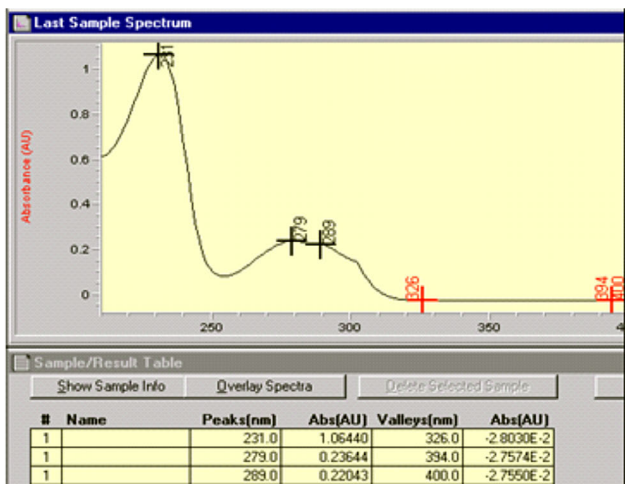 Last Sample Spectrum
Absorbance (AU)
1
0.8
0.6
0.4
0.2
0
231
279
289
326
394
400
250
300
350
4
Sample/Result Table
Show Sample Info Overlay Spectra Delete Selected Sample
# Name Peaks(nm) Abs(AU) Valleys(nm) Abs(AU)
1 231.0 1.06440 326.0 -2.8030E-2
1 279.0 0.23644 394.0 -2.7574E-2
1 289.0 0.22043 400.0 -2.7550E-2